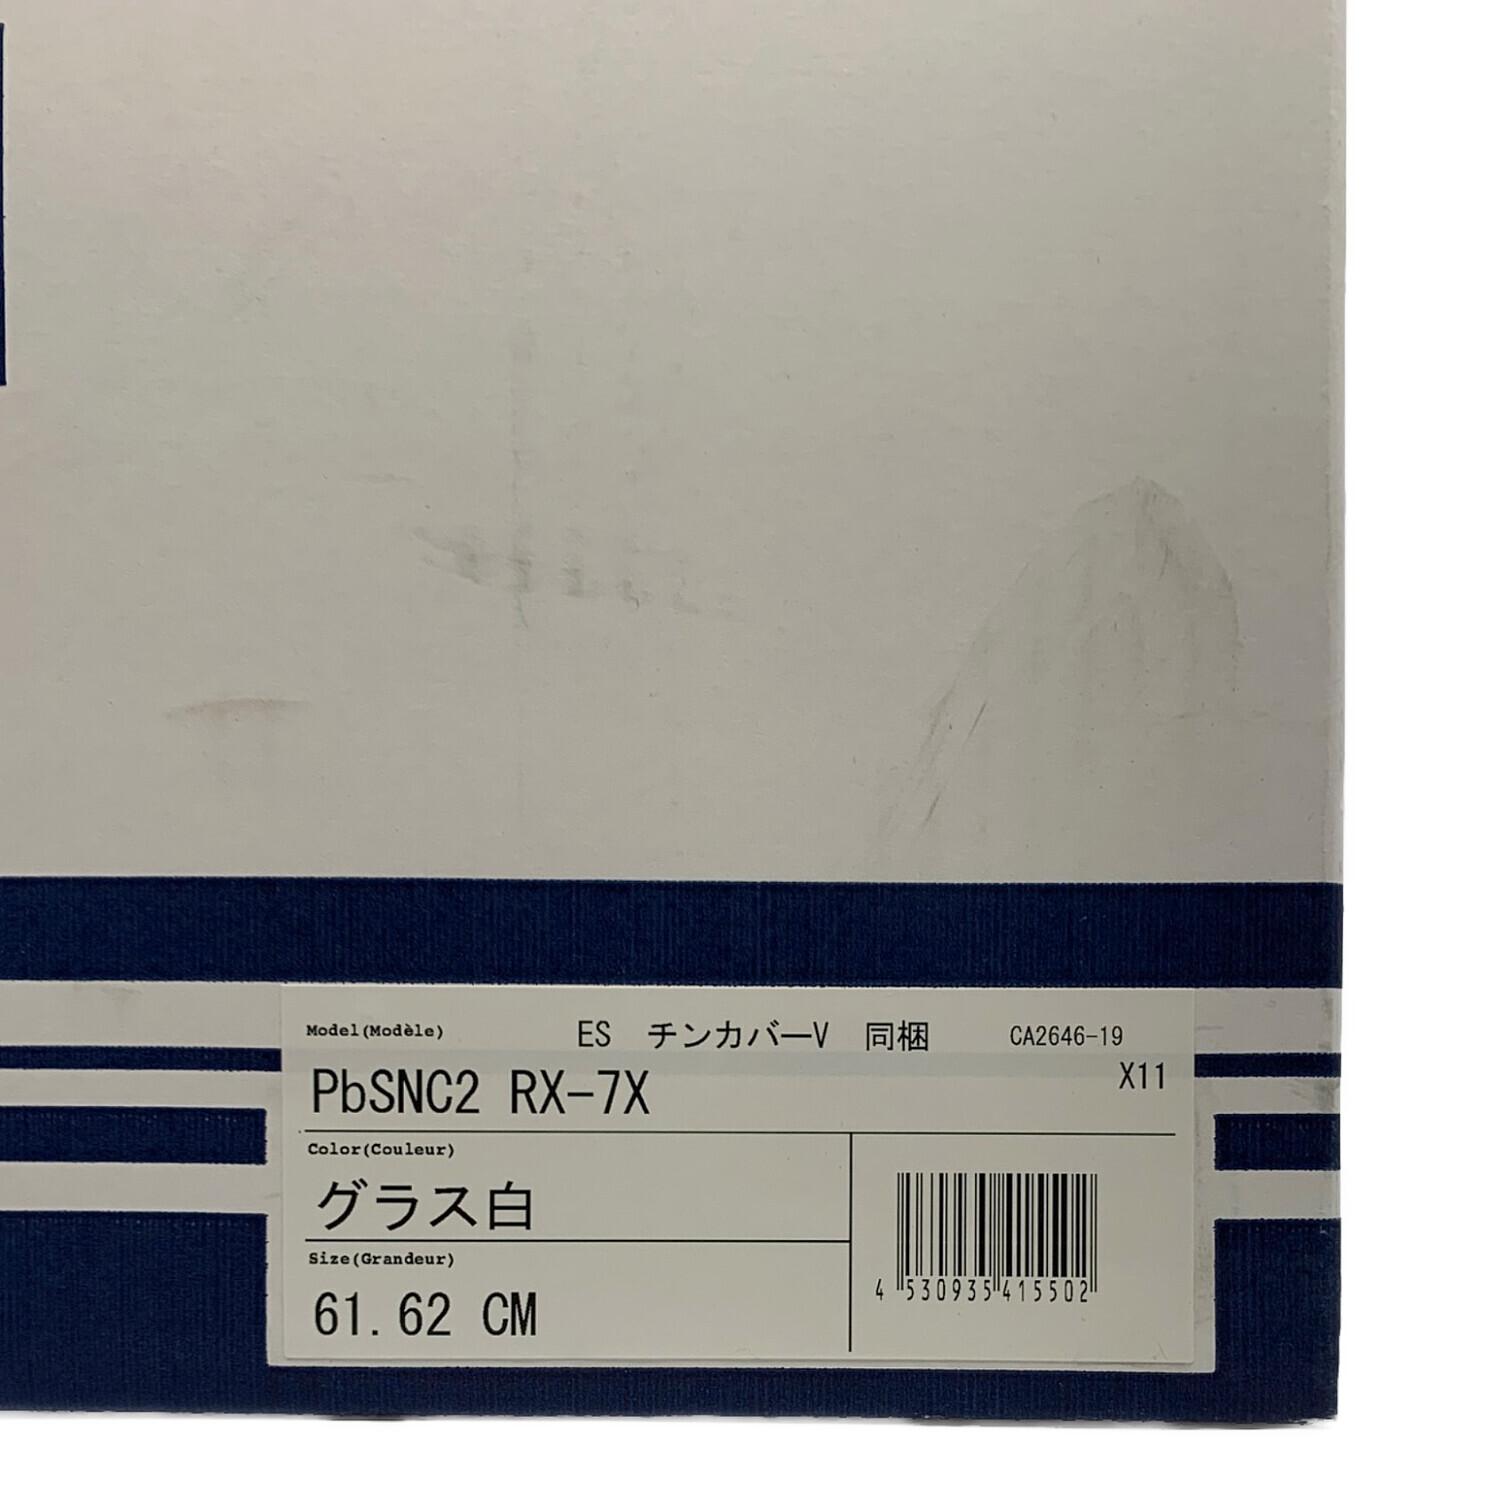 Model(Modèle) ES チンカバーV 同梱 CA2646-19
PbSNC2 RX-7X X11
Color(Couleur)
グラス白
Size(Grandeur)
61.62 CM
4 530935 415502